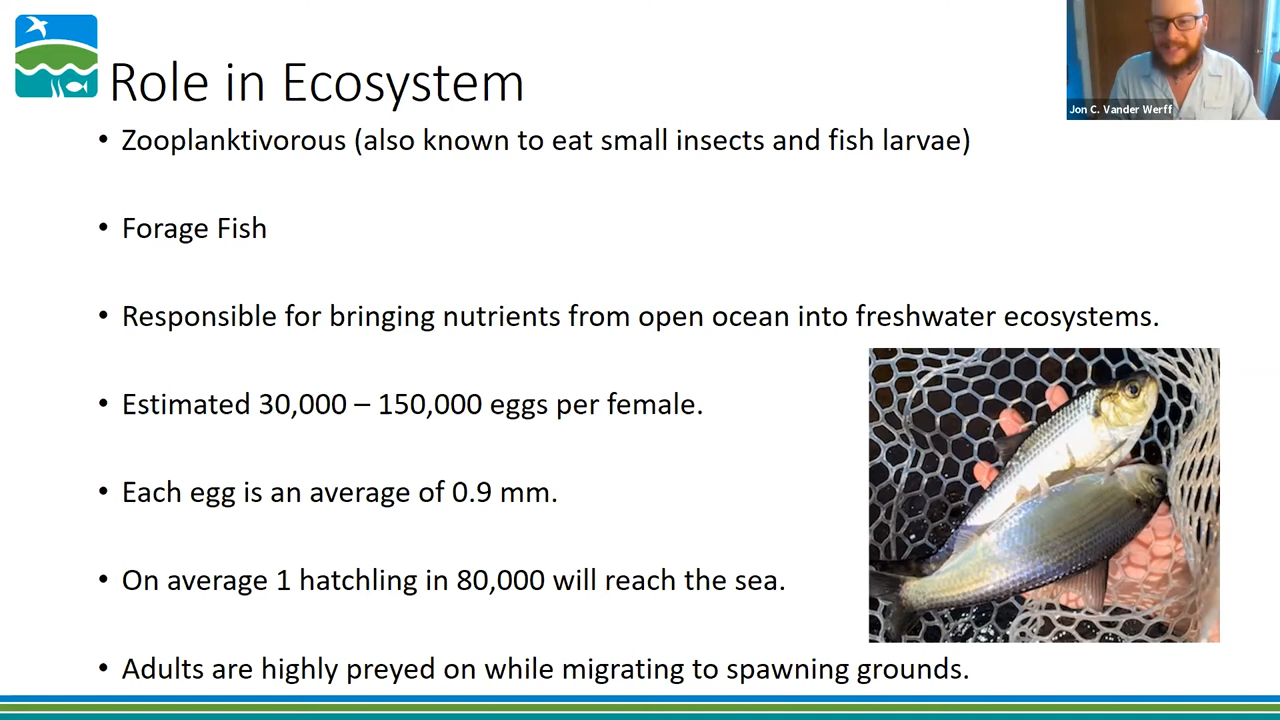 Role in Ecosystem
Jon C. Vander Werff
• Zooplanktivorous (also known to eat small insects and fish larvae)
• Forage Fish
• Responsible for bringing nutrients from open ocean into freshwater ecosystems.
• Estimated 30,000 – 150,000 eggs per female.
• Each egg is an average of 0.9 mm.
• On average 1 hatchling in 80,000 will reach the sea.
• Adults are highly preyed on while migrating to spawning grounds.